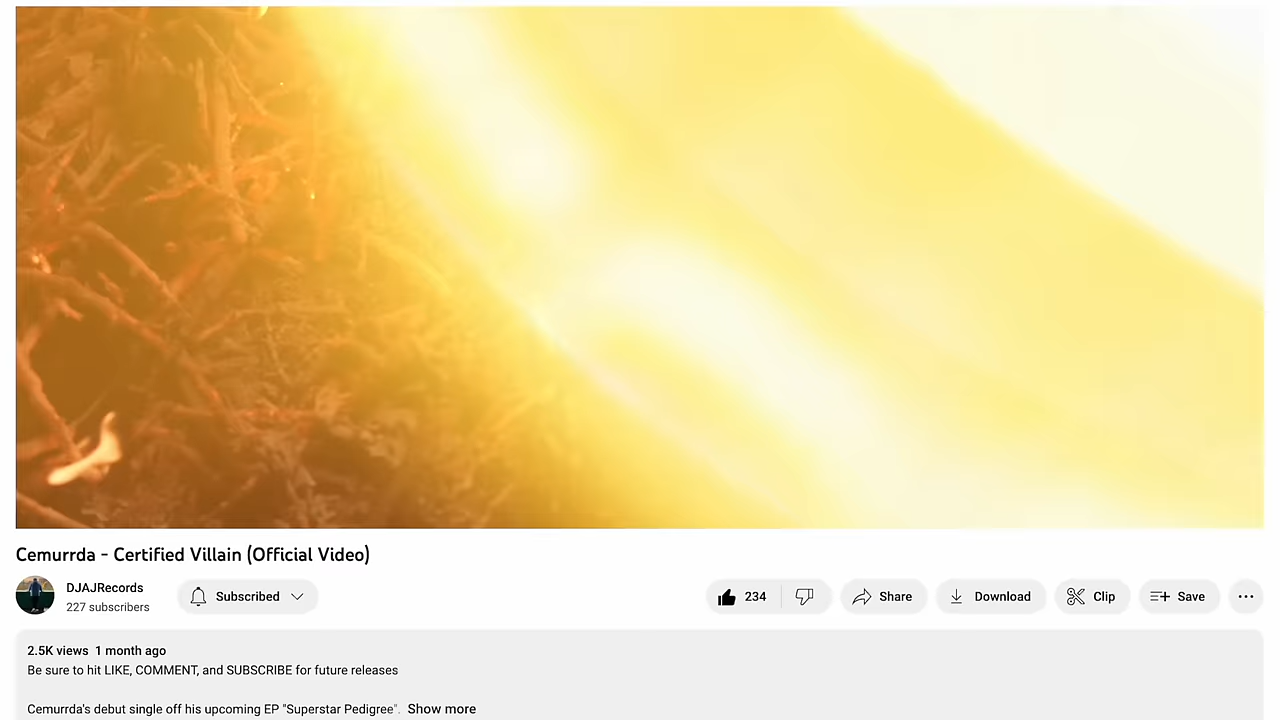 Cemurrda - Certified Villain (Official Video)
DJAJRecords
227 subscribers
Subscribed
234
Share
Download
Clip
Save
2.5K views 1 month ago
Be sure to hit LIKE, COMMENT, and SUBSCRIBE for future releases
Cemurrda's debut single off his upcoming EP "Superstar Pedigree". Show more